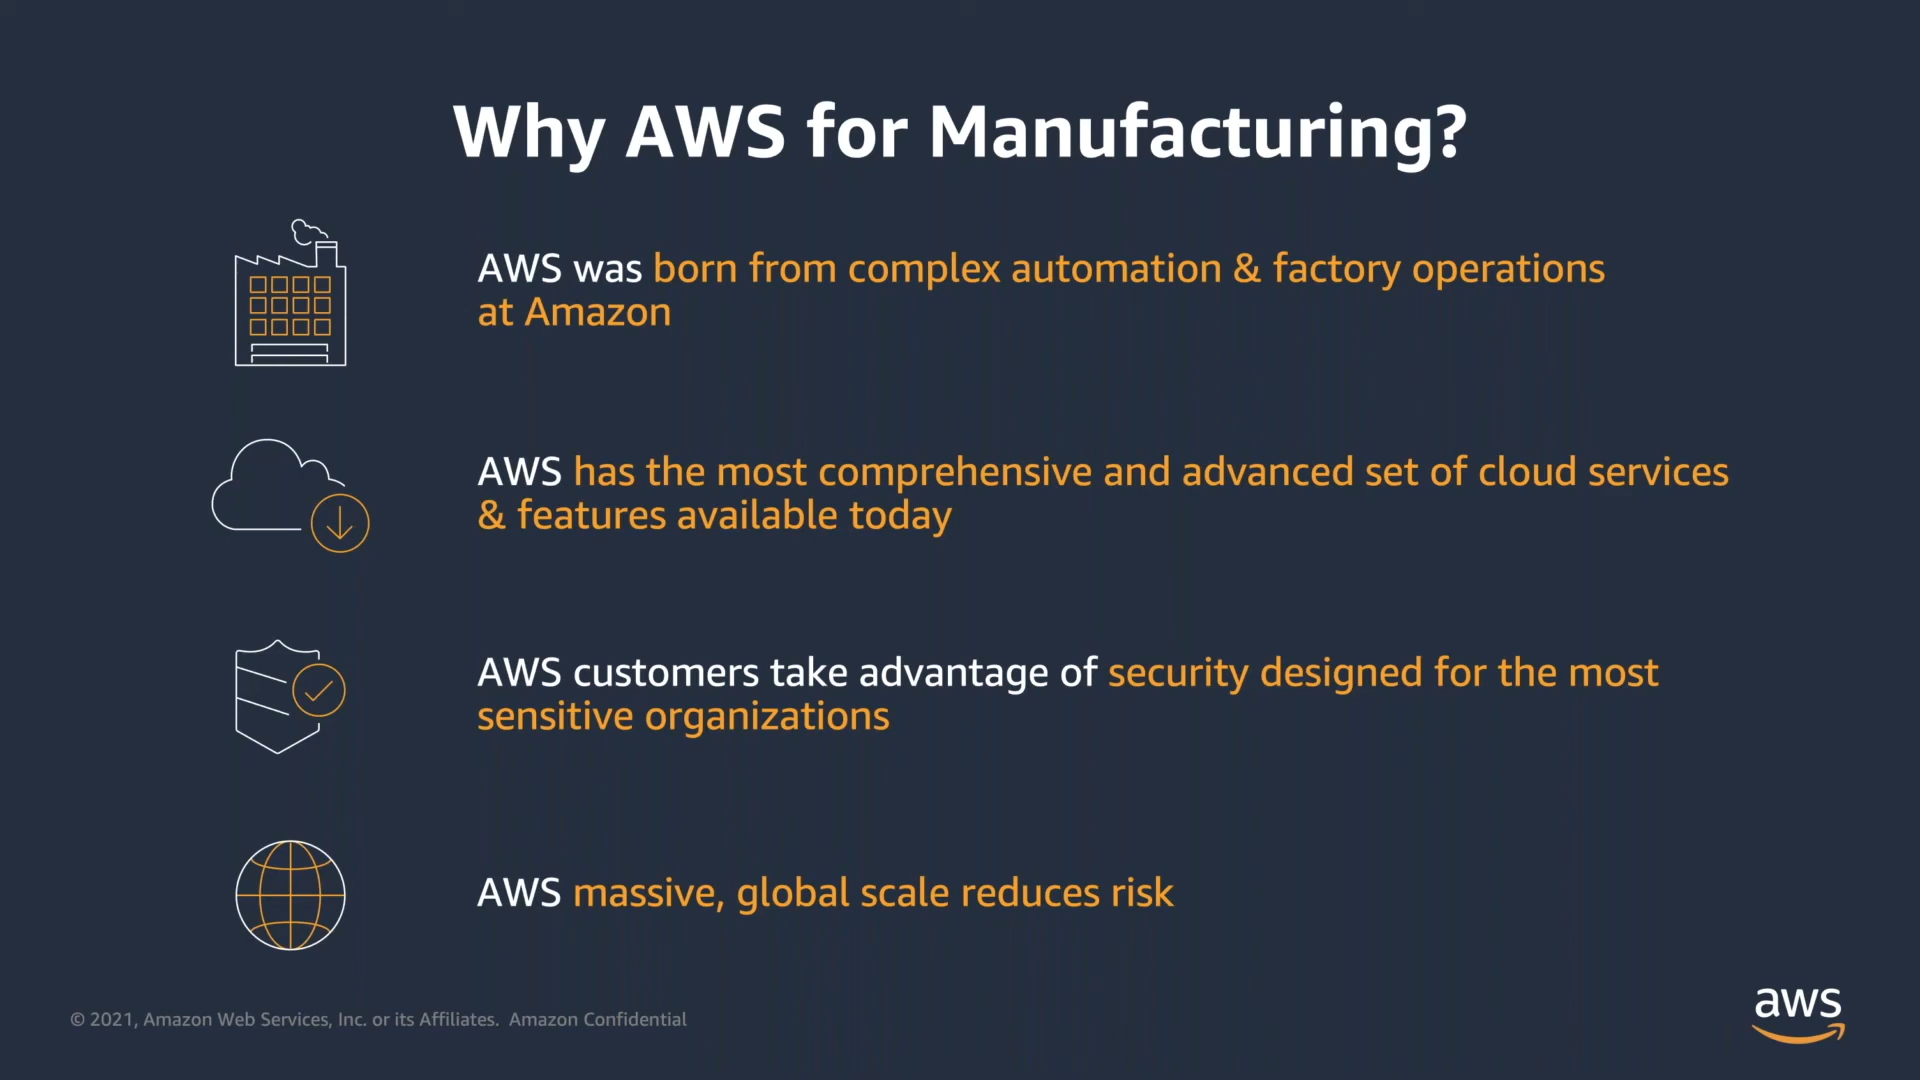 Why AWS for Manufacturing?
AWS was born from complex automation & factory operations
at Amazon
AWS has the most comprehensive and advanced set of cloud services
& features available today
AWS customers take advantage of security designed for the most
sensitive organizations
AWS massive, global scale reduces risk
© 2021, Amazon Web Services, Inc. or its Affiliates. Amazon Confidential
aws